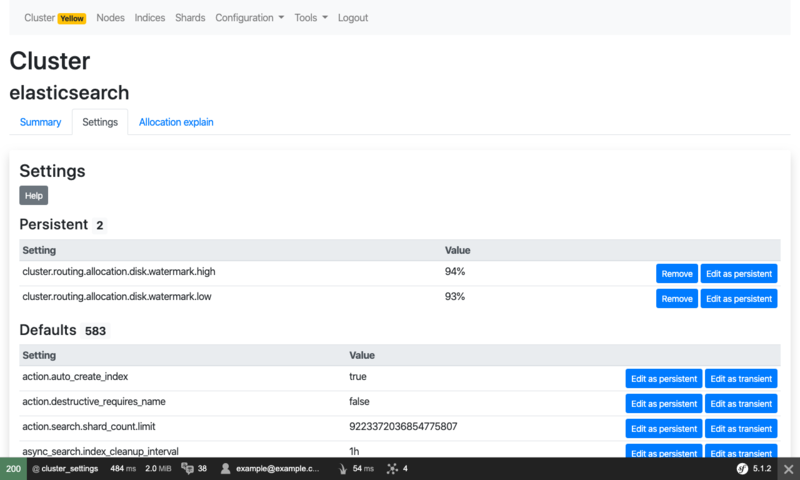 Cluster Yellow Nodes Indices Shards Configuration Tools Logout
Cluster
elasticsearch
Summary Settings Allocation explain
Settings
Help
Persistent 2
Setting Value
cluster.routing.allocation.disk.watermark.high 94% Remove Edit as persistent
cluster.routing.allocation.disk.watermark.low 93% Remove Edit as persistent
Defaults 583
Setting Value
action.auto_create_index true Edit as persistent Edit as transient
action.destructive_requires_name false Edit as persistent Edit as transient
action.search.shard_count.limit 9223372036854775807 Edit as persistent Edit as transient
async_search.index_cleanup_interval 1h Edit as persistent Edit as transient
200 @ cluster_settings 484 ms 2.0 MiB 38 example@example.c... 54 ms 4 sf 5.1.2